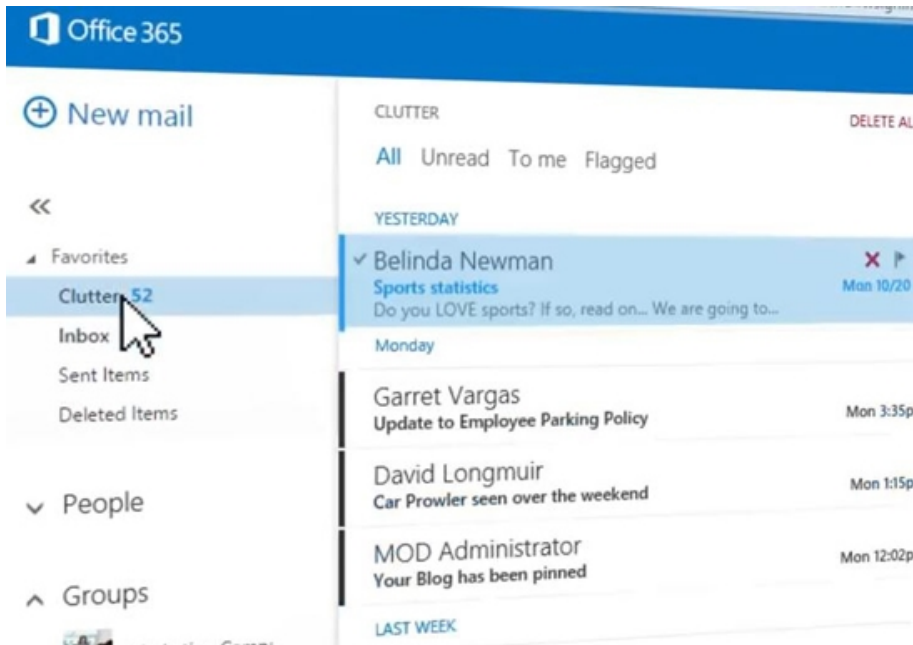 Office 365
New mail
«
Favorites
Clutter 52
Inbox
Sent Items
Deleted Items
People
Groups
CLUTTER
DELETE AL
All Unread To me Flagged
YESTERDAY
Belinda Newman
Sports statistics
Mon 10/20
Do you LOVE sports? If so, read on... We are going to...
Monday
Garret Vargas
Update to Employee Parking Policy
Mon 3:35p
David Longmuir
Car Prowler seen over the weekend
Mon 1:15p
MOD Administrator
Your Blog has been pinned
Mon 12:02p
LAST WEEK